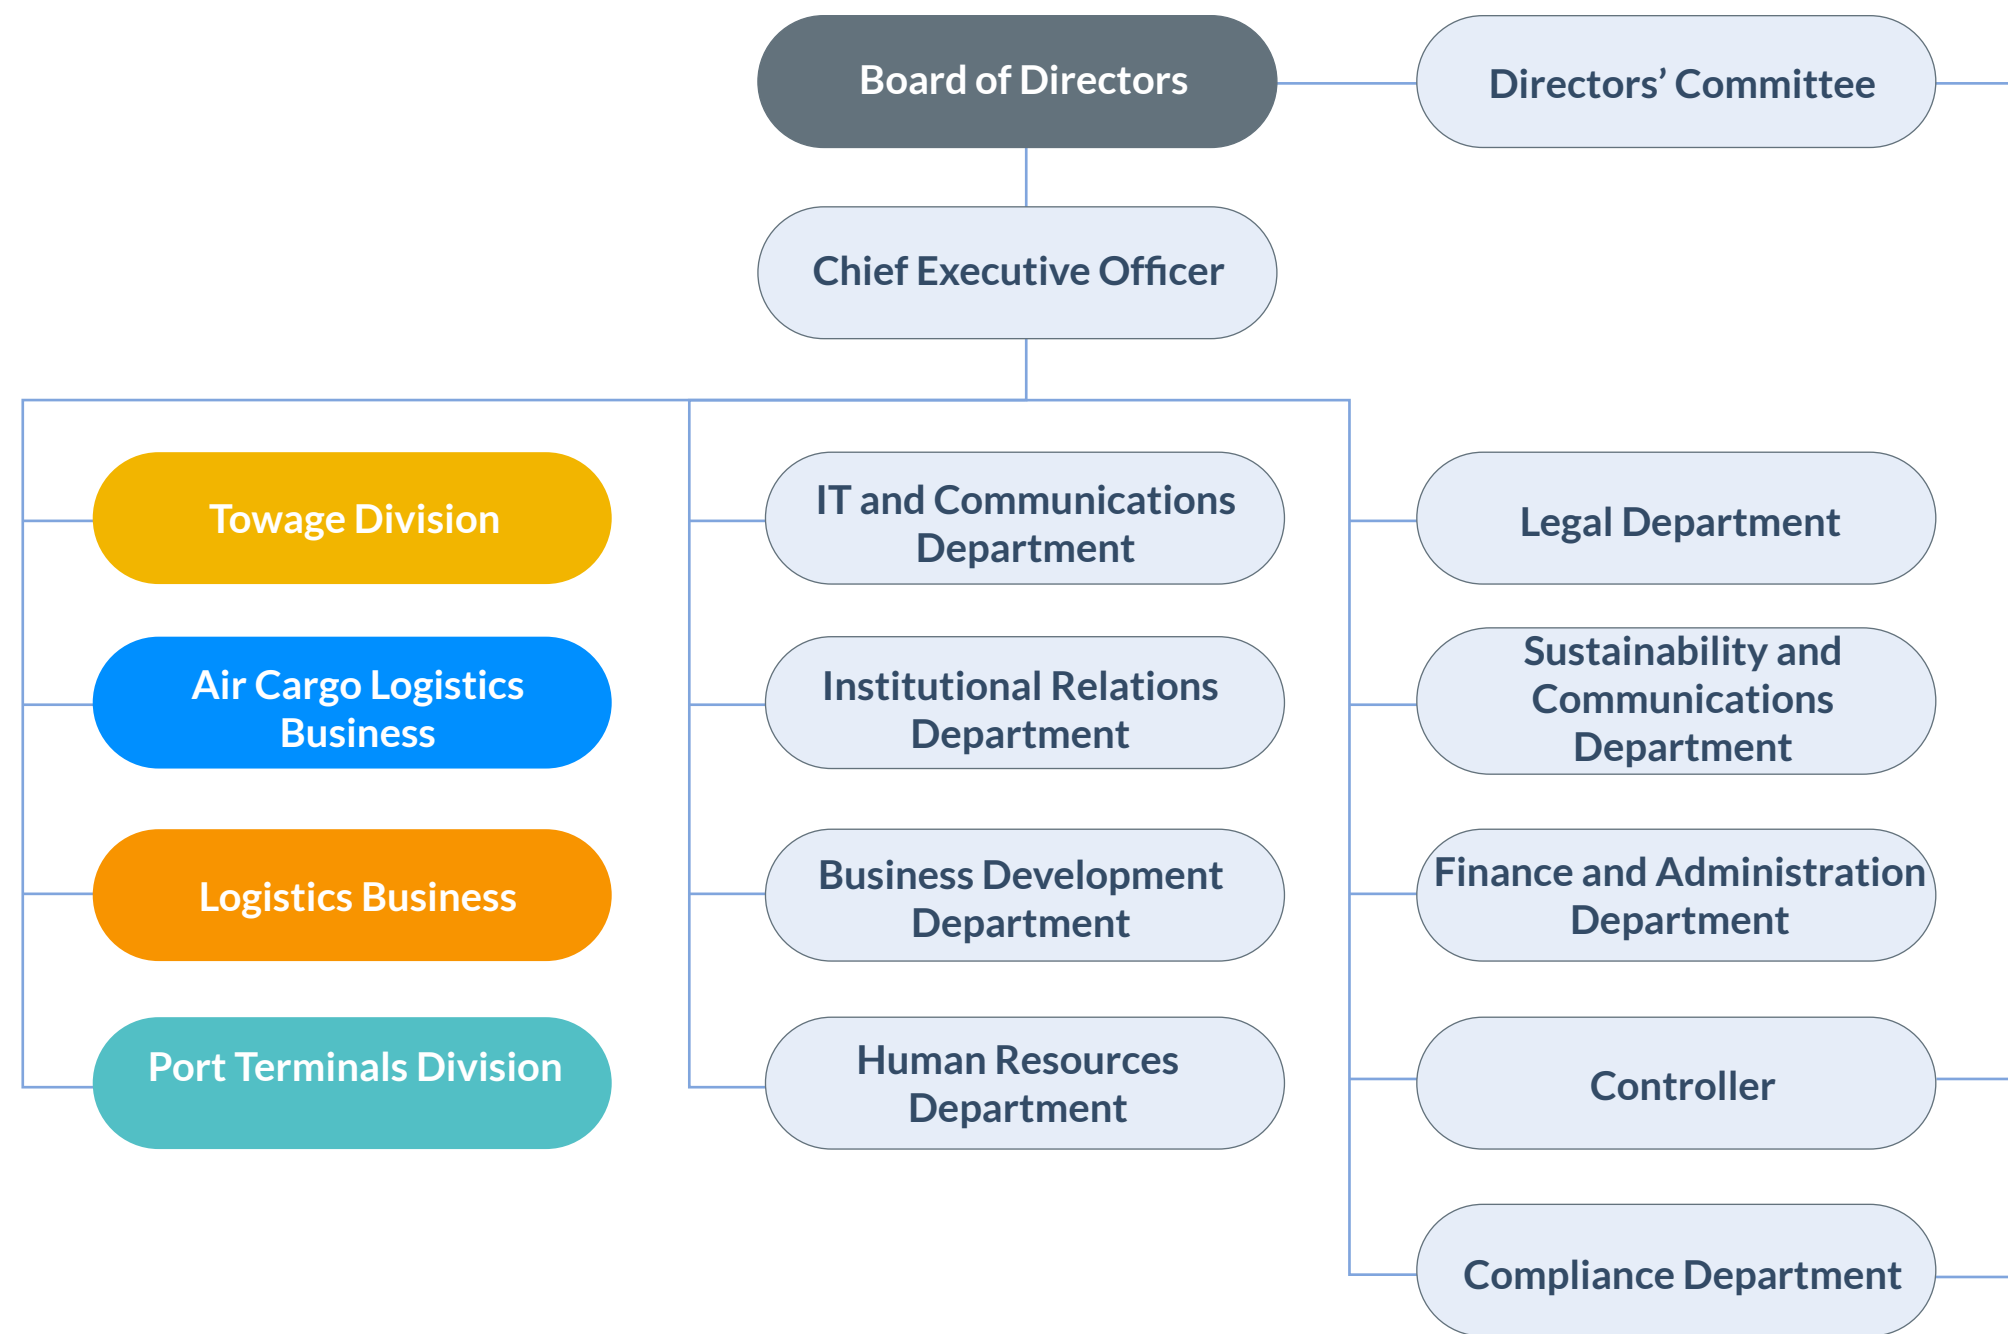 Board of Directors
Directors’ Committee
Chief Executive Officer
Towage Division
Air Cargo Logistics
Business
Logistics Business
Port Terminals Division
IT and Communications
Department
Institutional Relations
Department
Business Development
Department
Human Resources
Department
Legal Department
Sustainability and
Communications
Department
Finance and Administration
Department
Controller
Compliance Department